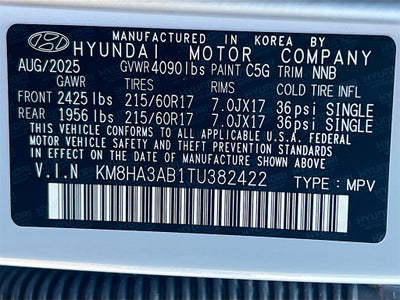 MANUFACTURED IN KOREA BY
HYUNDAI MOTOR COMPANY
AUG/2025 GVWR4090lbs PAINT C5G TRIM NNB
GAWR TIRES RIMS COLD TIRE INFL
FRONT 2425lbs 215/60R17 7.0JX17 36psi SINGLE
REAR 1956lbs 215/60R17 7.0JX17 36psi SINGLE
THIS VEHICLE CONFORMS TO ALL APPLICABLE U.S.A. FEDERAL
MOTOR VEHICLE SAFETY, BUMPER, AND THEFT PREVENTION
STANDARDS IN EFFECT ON THE DATE OF MANUFACTURE SHOWN ABOVE.
V.I.N KM8HA3AB1TU382422 TYPE: MPV